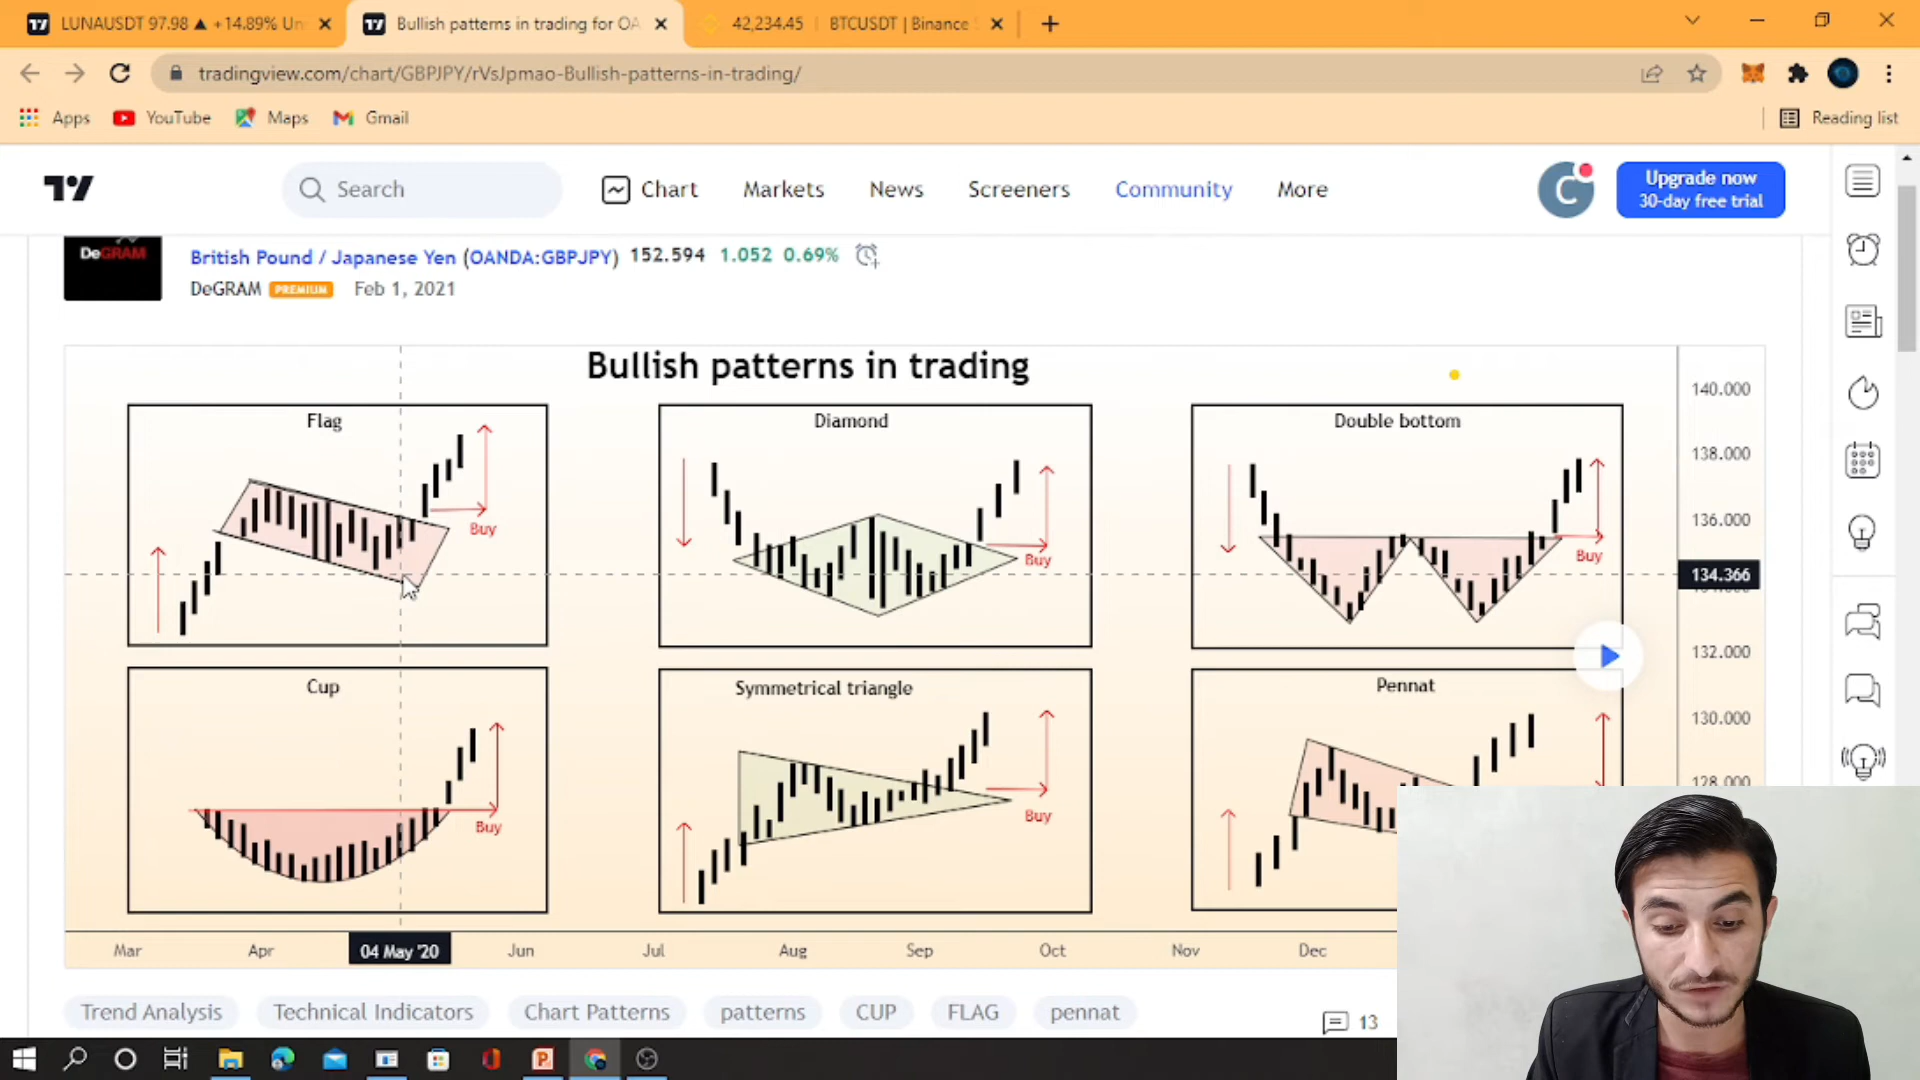 LUNAUSDT 97.98 ▲ +14.89% Un
Bullish patterns in trading for OA
42,234.45 BTCUSDT | Binance
tradingview.com/chart/GBPJPY/rVsJpmao-Bullish-patterns-in-trading/
Apps YouTube Maps Gmail Reading list
Search Chart Markets News Screeners Community More C Upgrade now
30-day free trial
DeGRAM
British Pound / Japanese Yen (OANDA:GBPJPY) 152.594 1.052 0.69%
DeGRAM PREMIUM Feb 1, 2021
Bullish patterns in trading
Flag
Buy
Diamond
Buy
Double bottom
Buy
Cup
Buy
Symmetrical triangle
Buy
Pennat
140.000
138.000
136.000
134.366
132.000
130.000
128.000
Mar Apr 04 May '20 Jun Jul Aug Sep Oct Nov Dec
Trend Analysis Technical Indicators Chart Patterns patterns CUP FLAG pennat
13